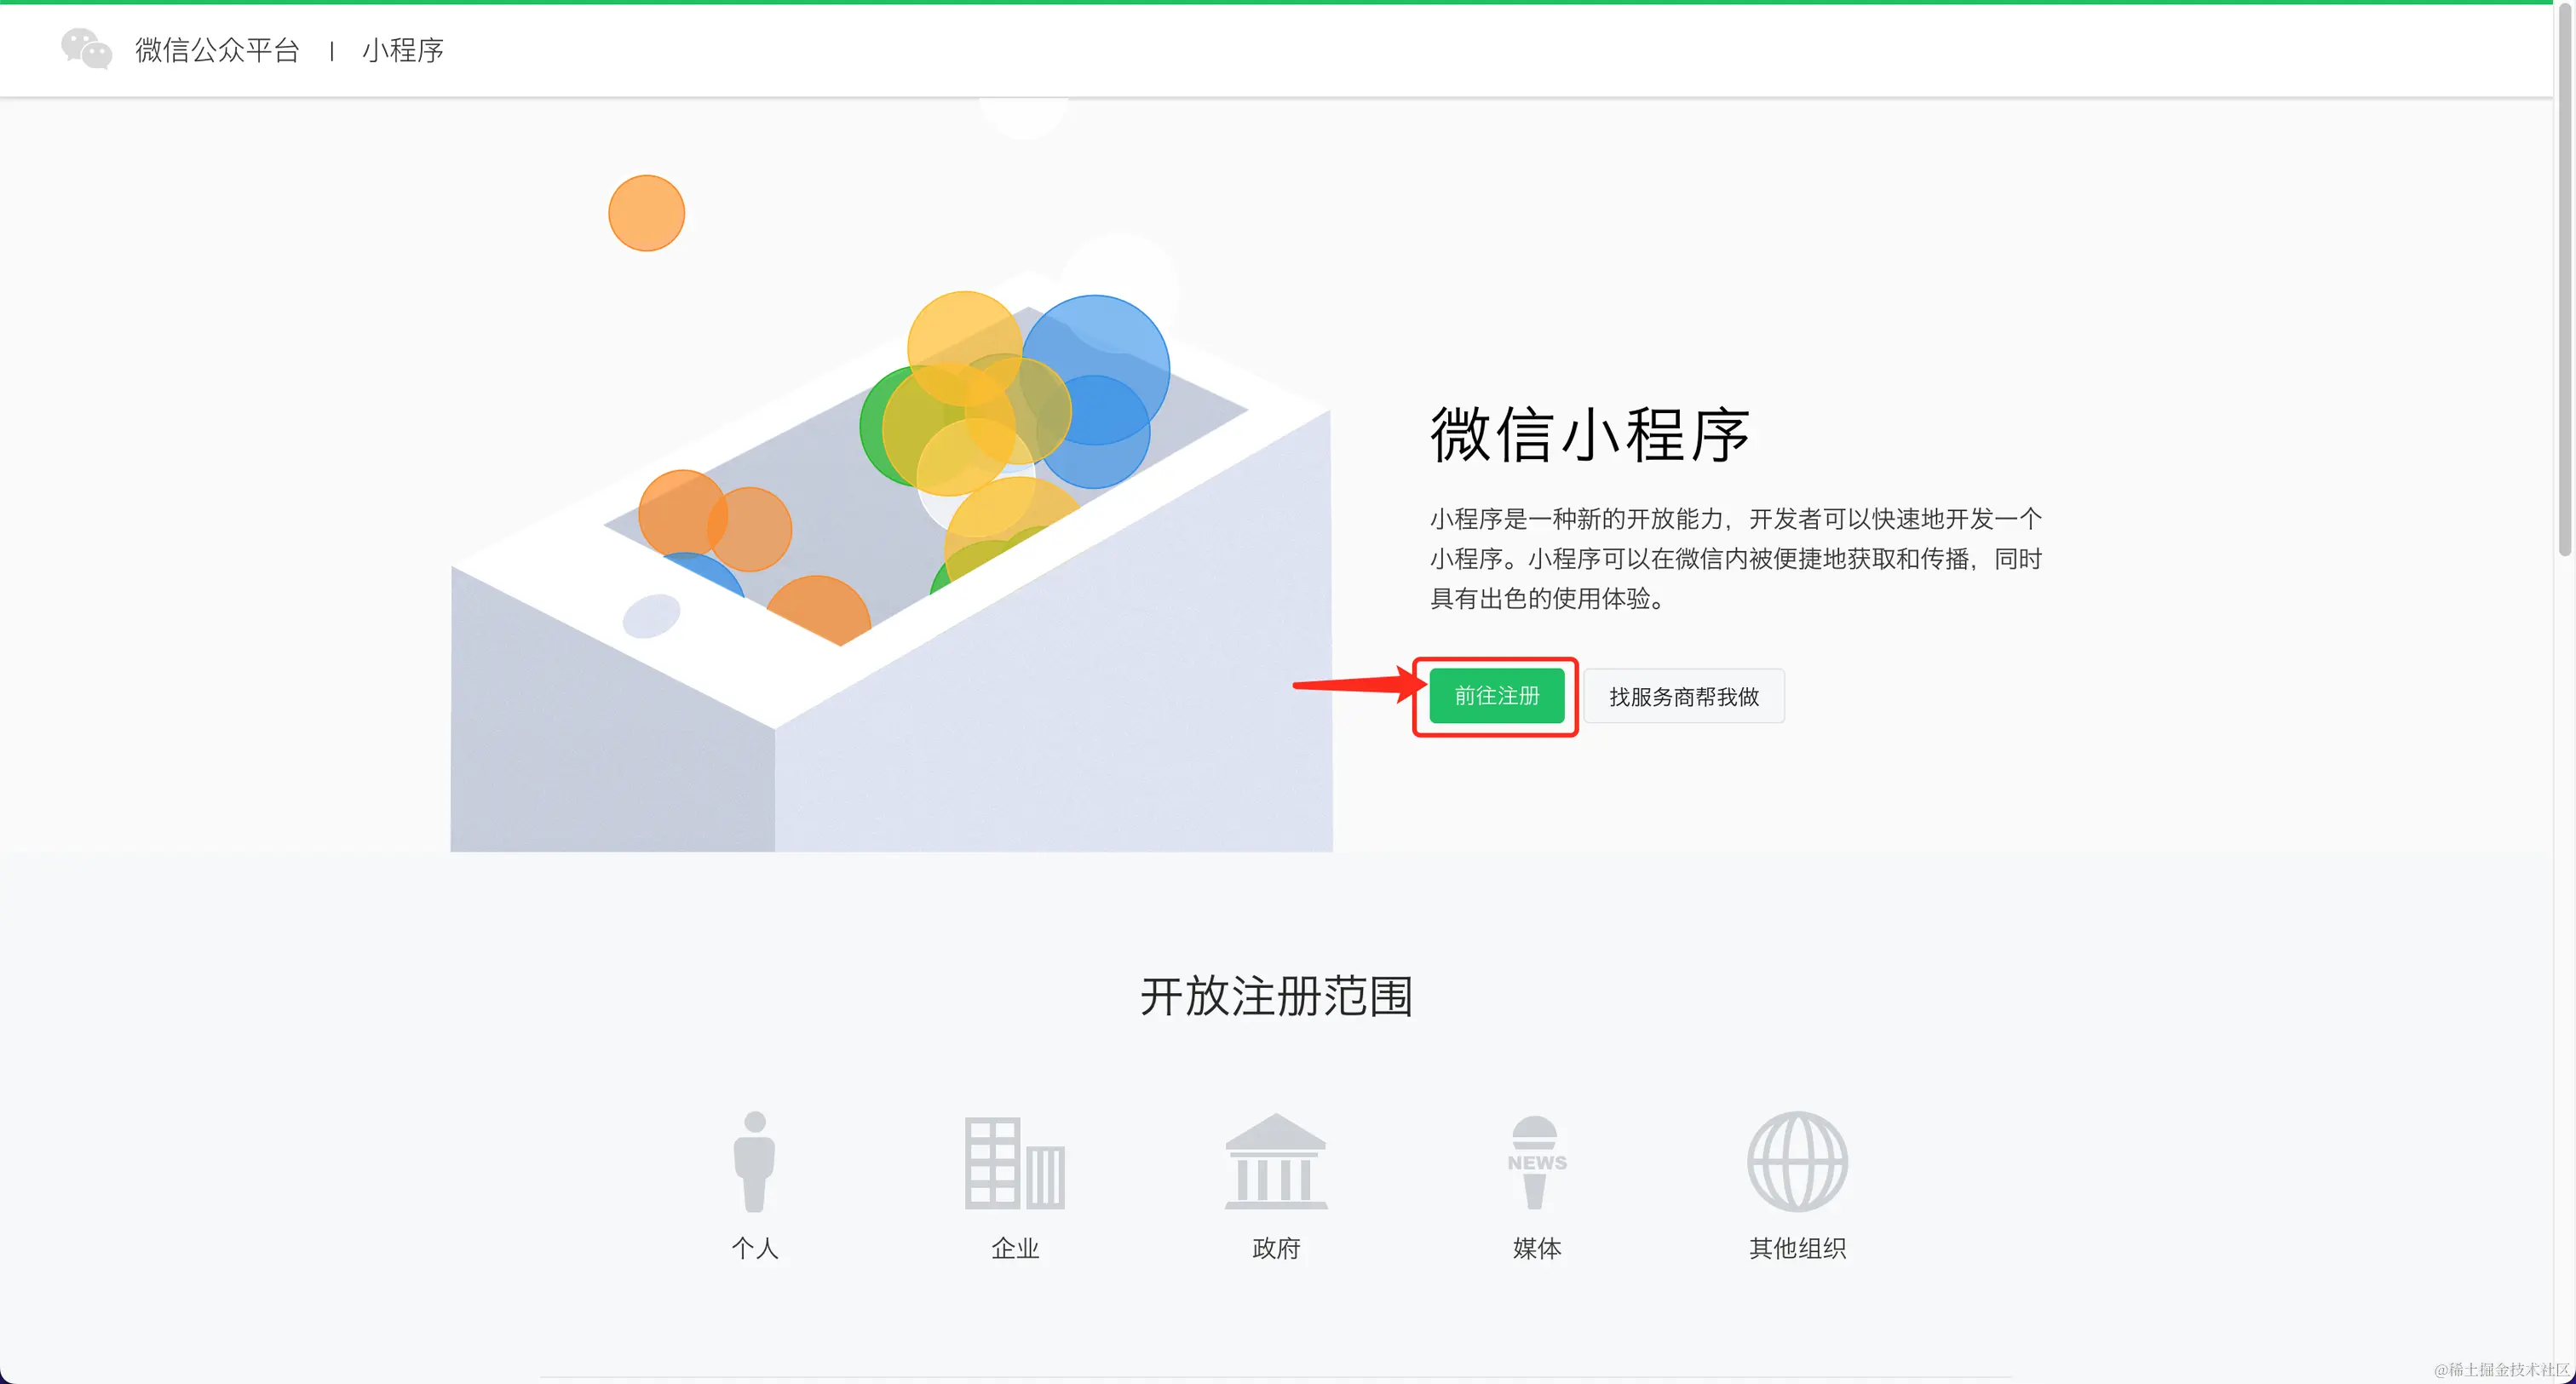 微信公众平台 | 小程序
微信小程序
小程序是一种新的开放能力，开发者可以快速地开发一个
小程序。小程序可以在微信内被便捷地获取和传播，同时
具有出色的使用体验。
前往注册 找服务商帮我做
开放注册范围
NEWS
个人 企业 政府 媒体 其他组织
@稀土掘金技术社区